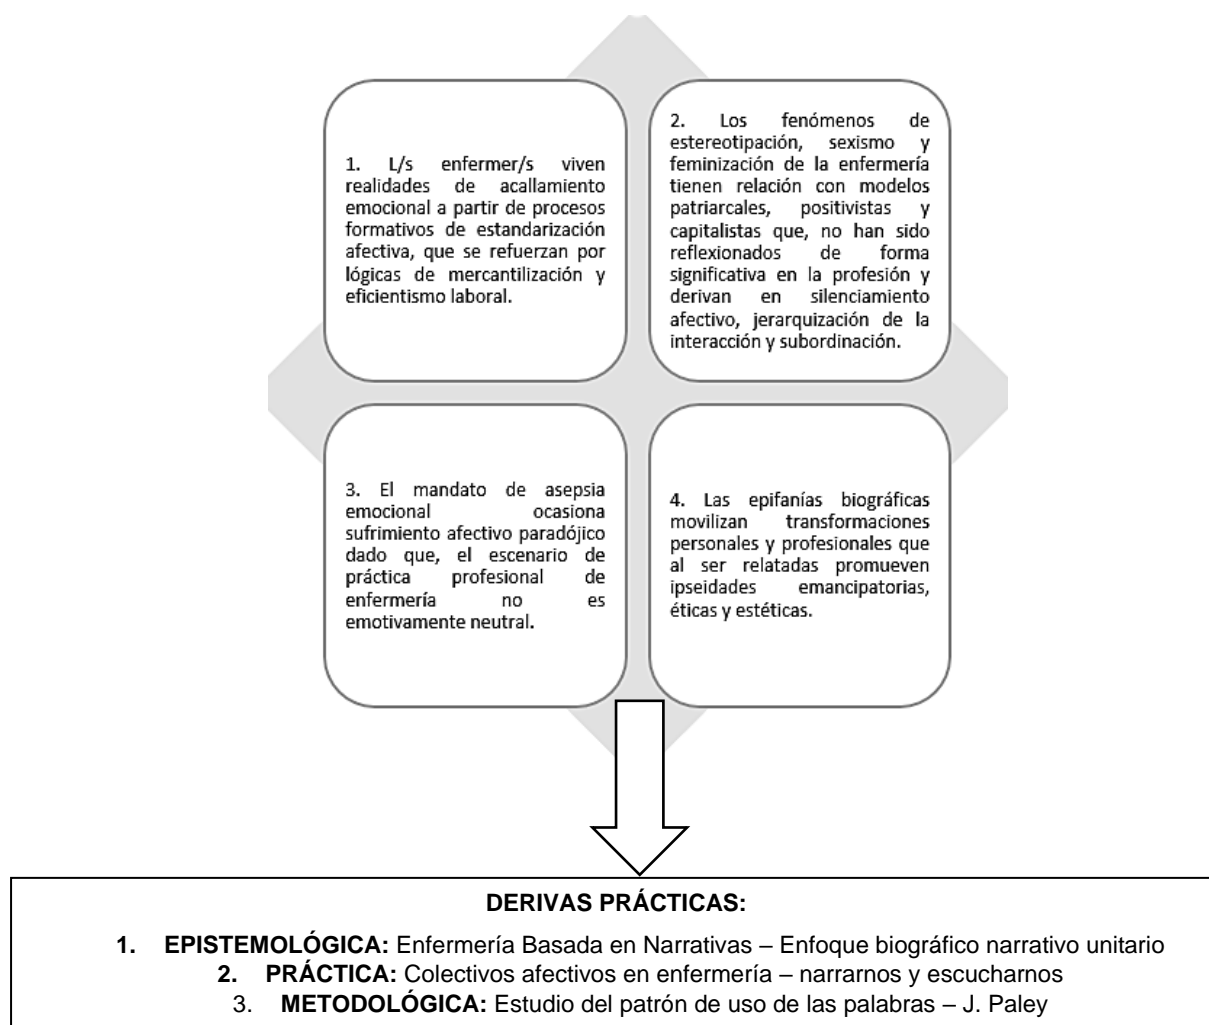 1. L/s enfermer/s viven
realidades de acallamiento
emocional a partir de procesos
formativos de estandarización
afectiva, que se refuerzan por
lógicas de mercantilización y
eficientismo laboral.
2. Los fenómenos de
estereotipación, sexismo y
feminización de la enfermería
tienen relación con modelos
patriarcales, positivistas y
capitalistas que, no han sido
reflexionados de forma
significativa en la profesión y
derivan en silenciamiento
afectivo, jerarquización de la
interacción y subordinación.
3. El mandato de asepsia
emocional ocasiona
sufrimiento afectivo paradójico
dado que, el escenario de
práctica profesional de
enfermería no es
emotivamente neutral.
4. Las epifanías biográficas
movilizan transformaciones
personales y profesionales que
al ser relatadas promueven
ipseidades emancipatorias,
éticas y estéticas.
DERIVAS PRÁCTICAS:
1. EPISTEMOLÓGICA: Enfermería Basada en Narrativas – Enfoque biográfico narrativo unitario
2. PRÁCTICA: Colectivos afectivos en enfermería – narrarnos y escucharnos
3. METODOLÓGICA: Estudio del patrón de uso de las palabras – J. Paley